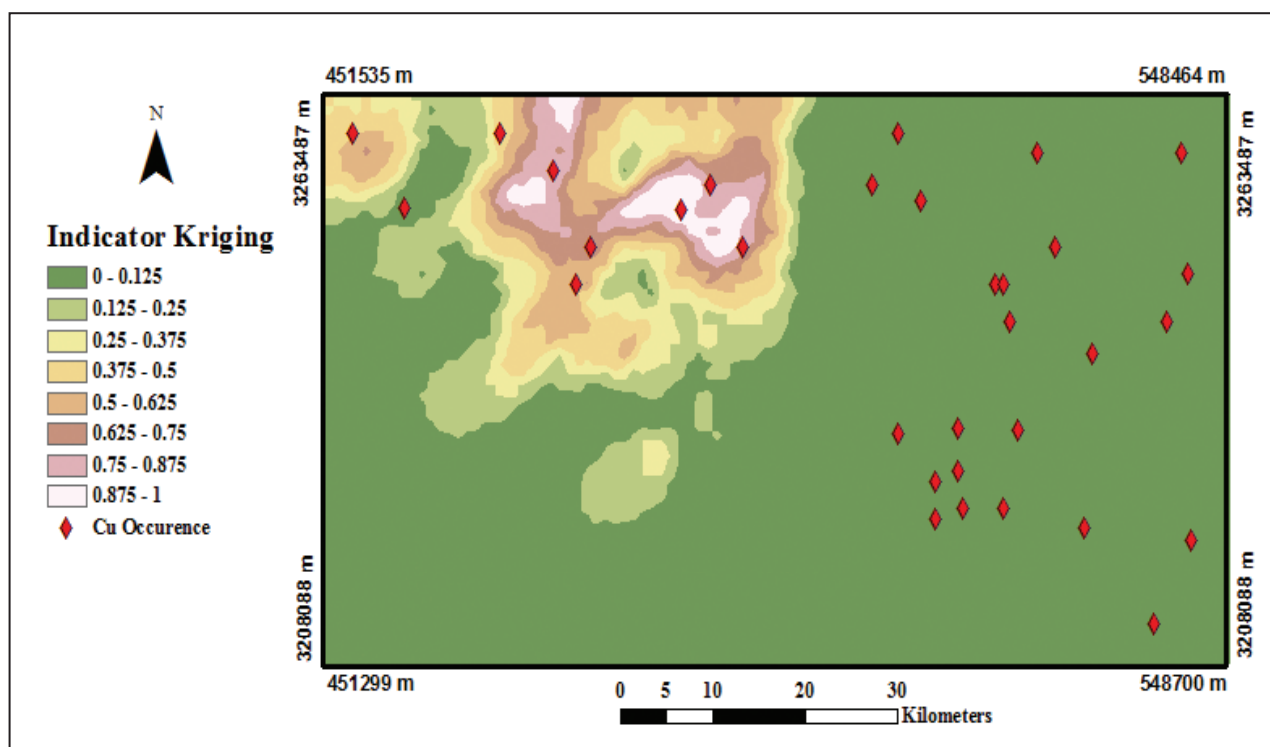 451535 m
548464 m
N
3263487 m
3263487 m
Indicator Kriging
0 - 0.125
0.125 - 0.25
0.25 - 0.375
0.375 - 0.5
0.5 - 0.625
0.625 - 0.75
0.75 - 0.875
0.875 - 1
Cu Occurence
3208088 m
3208088 m
451299 m
548700 m
0 5 10 20 30
Kilometers